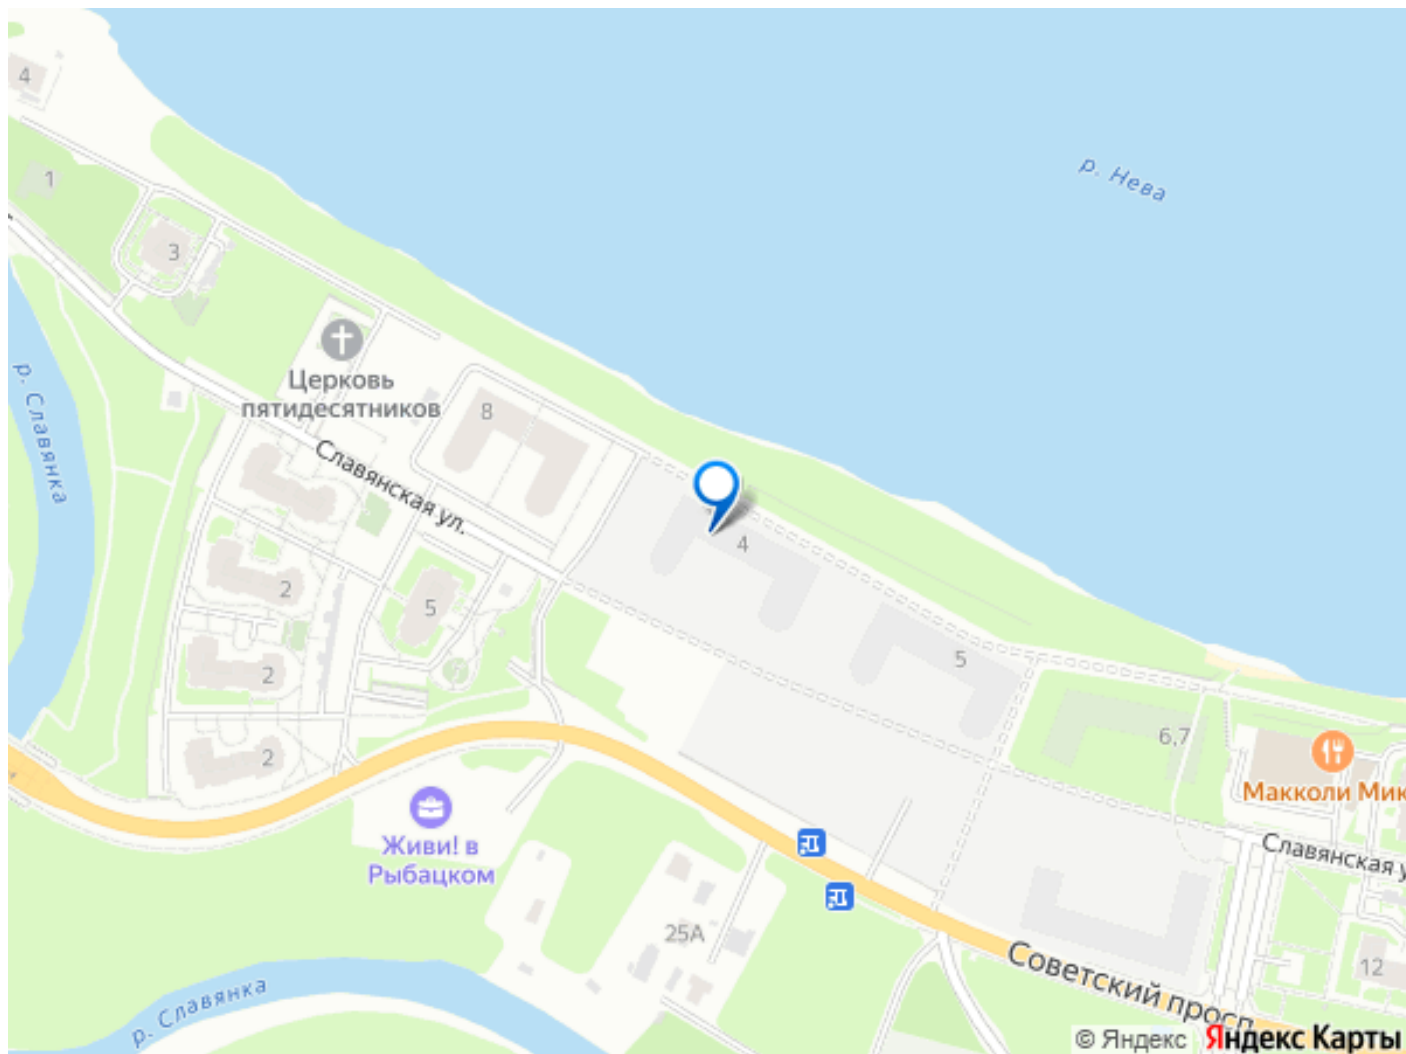 4
р. Нева
1
3
р. Славянка
Церковь
пятидесятников
8
Славянская ул.
4
2
5
5
2
6,7
2
Макколи Мик
Живи! в
Рыбацком
Славянская у
25А
Советский просп.
12
р. Славянка
© Яндекс Яндекс Карты